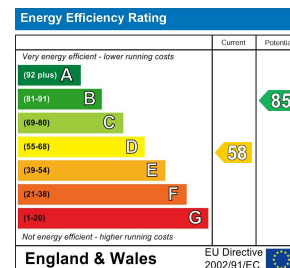 Energy Efficiency Rating
Current Potentia
Very energy efficient - lower running costs
(92 plus) A
(81-91) B
85
(69-80) C
(55-68) D
58
(39-54) E
(21-38) F
(1-20) G
Not energy efficient - higher running costs
England & Wales
EU Directive
2002/91/EC